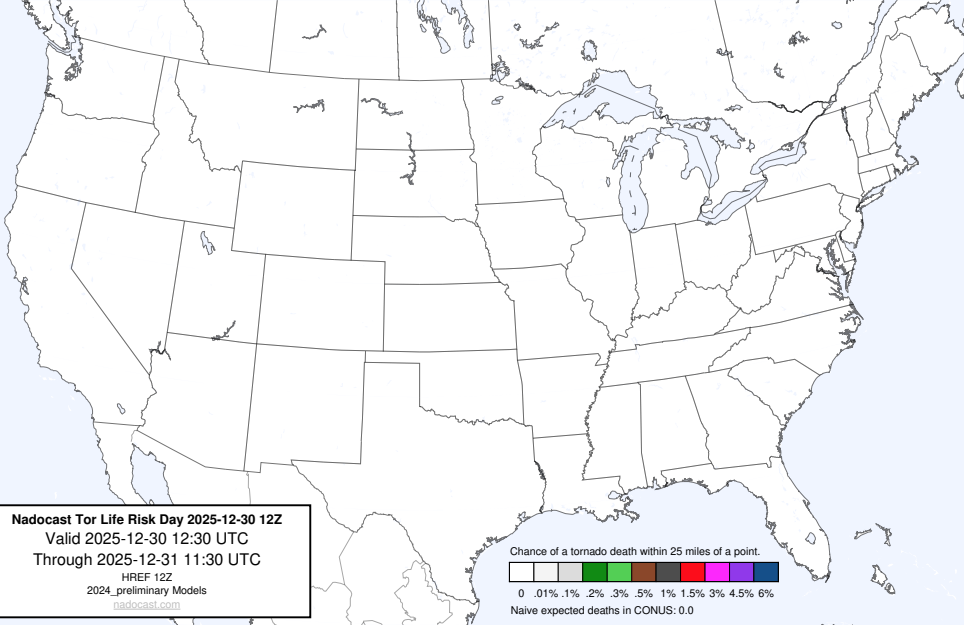 Nadocast Tor Life Risk Day 2025-12-30 12Z
Valid 2025-12-30 12:30 UTC
Through 2025-12-31 11:30 UTC
HREF 12Z
2024_preliminary Models
nadocast.com
Chance of a tornado death within 25 miles of a point.
0 .01% .1% .2% .3% .5% 1% 1.5% 3% 4.5% 6%
Naive expected deaths in CONUS: 0.0